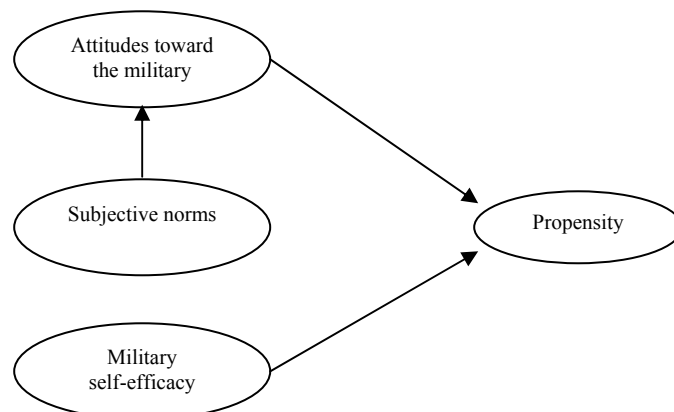 Attitudes toward
the military
Subjective norms
Propensity
Military
self-efficacy